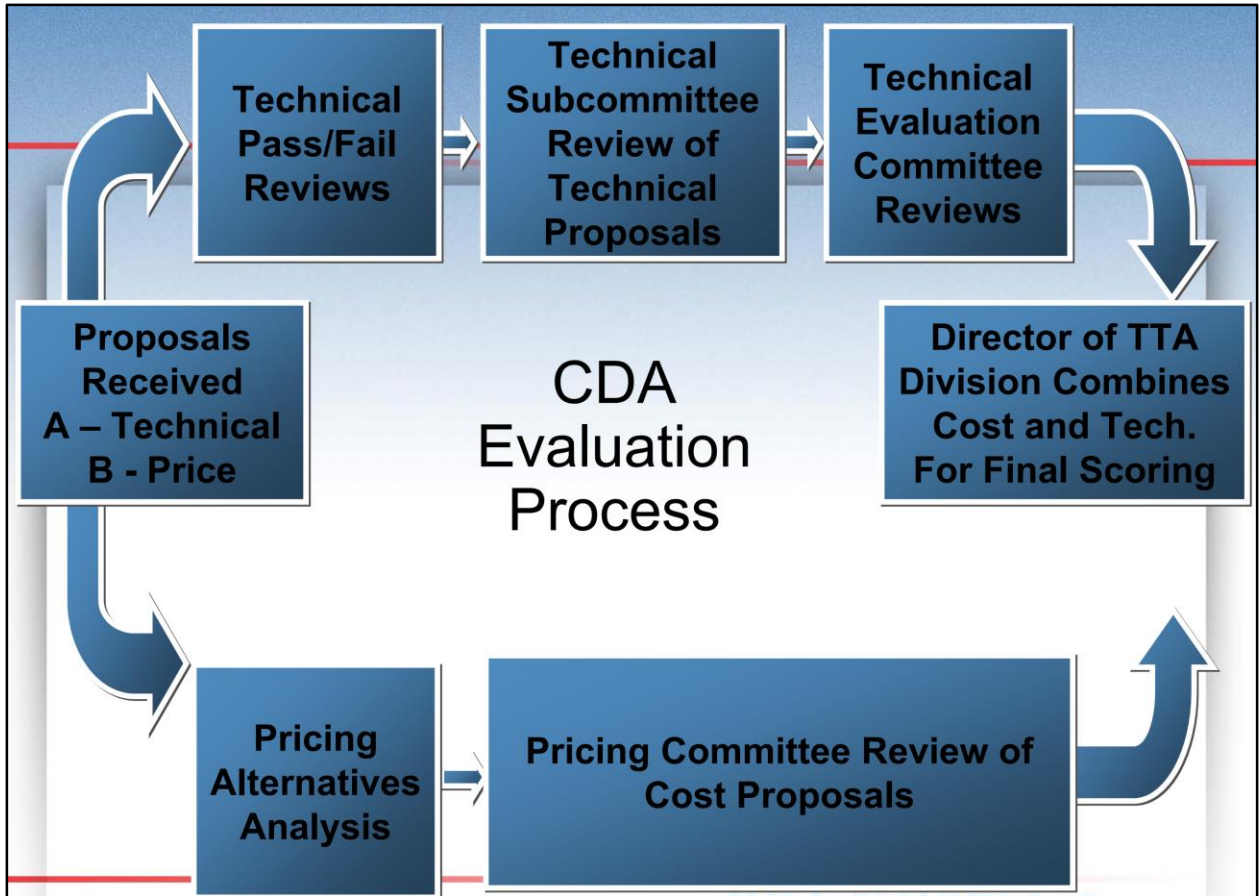 Technical
Pass/Fail
Reviews
Technical
Subcommittee
Review of
Technical
Proposals
Technical
Evaluation
Committee
Reviews
Proposals
Received
A – Technical
B - Price
CDA
Evaluation
Process
Director of TTA
Division Combines
Cost and Tech.
For Final Scoring
Pricing
Alternatives
Analysis
Pricing Committee Review of
Cost Proposals